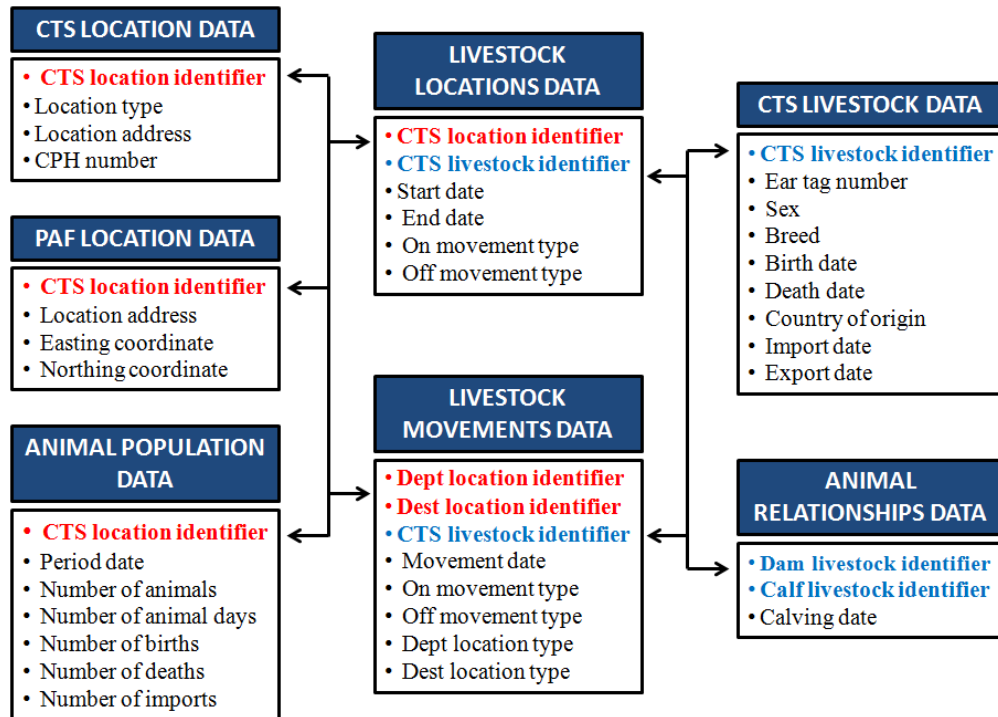 CTS LOCATION DATA
• CTS location identifier
• Location type
• Location address
• CPH number
PAF LOCATION DATA
• CTS location identifier
• Location address
• Easting coordinate
• Northing coordinate
ANIMAL POPULATION
DATA
• CTS location identifier
• Period date
• Number of animals
• Number of animal days
• Number of births
• Number of deaths
• Number of imports
LIVESTOCK
LOCATIONS DATA
• CTS location identifier
• CTS livestock identifier
• Start date
• End date
• On movement type
• Off movement type
LIVESTOCK
MOVEMENTS DATA
• Dept location identifier
• Dest location identifier
• CTS livestock identifier
• Movement date
• On movement type
• Off movement type
• Dept location type
• Dest location type
CTS LIVESTOCK DATA
• CTS livestock identifier
• Ear tag number
• Sex
• Breed
• Birth date
• Death date
• Country of origin
• Import date
• Export date
ANIMAL
RELATIONSHIPS DATA
• Dam livestock identifier
• Calf livestock identifier
• Calving date